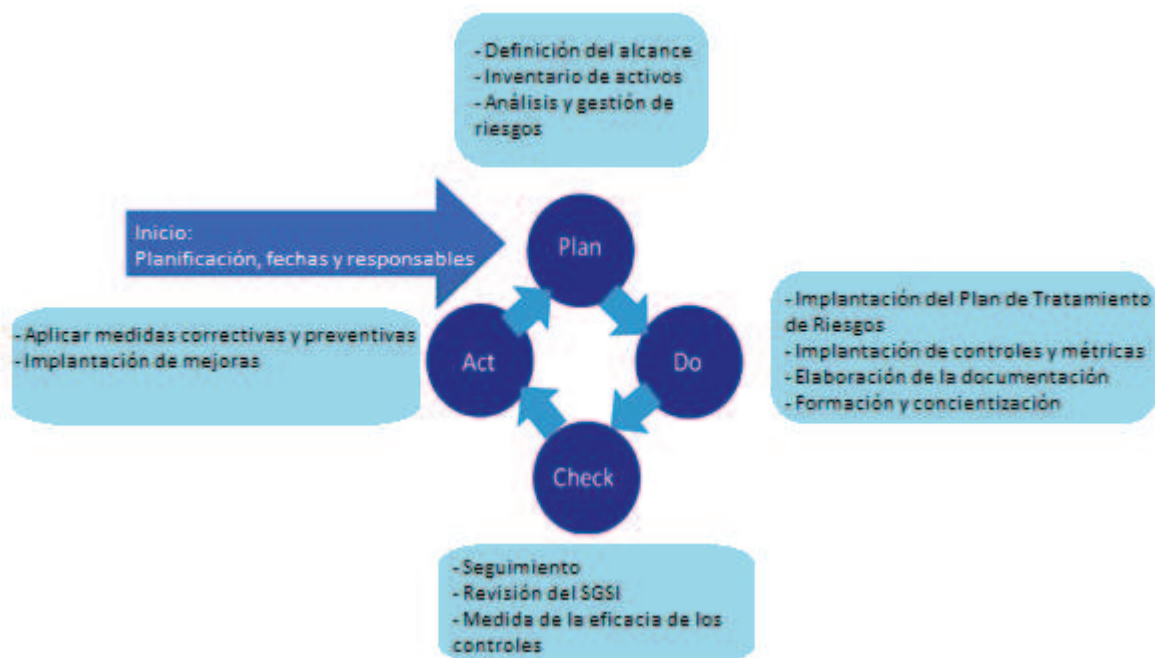 - Definición del alcance
- Inventario de activos
- Análisis y gestión de
riesgos
Inicio:
Planificación, fechas y responsables
Plan
- Implantación del Plan de Tratamiento
de Riesgos
- Implantación de controles y métricas
- Elaboración de la documentación
- Formación y concientización
- Aplicar medidas correctivas y preventivas
- Implantación de mejoras
Act
Do
Check
- Seguimiento
- Revisión del SGSI
- Medida de la eficacia de los
controles